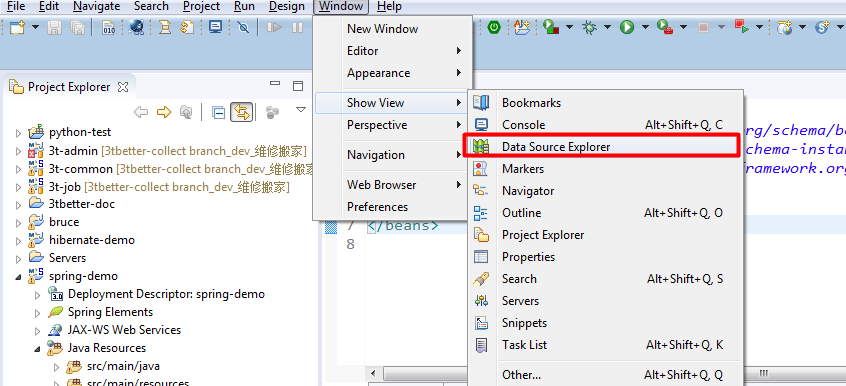 File Edit Navigate Search Project Run Design Window Help
New Window
Editor
Appearance
Show View
Perspective
Navigation
Web Browser
Preferences
Bookmarks
Console Alt+Shift+Q, C
Data Source Explorer
Markers
Navigator
Outline Alt+Shift+Q, O
Project Explorer
Properties
Search Alt+Shift+Q, S
Servers
Snippets
Task List Alt+Shift+Q, K
Other... Alt+Shift+Q, Q
Project Explorer
python-test
3t-admin [3tbetter-collect branch_dev_维修搬家]
3t-common [3tbetter-collect branch_dev_维修搬家]
3t-job [3tbetter-collect branch_dev_维修搬家]
3tbetter-doc
bruce
hibernate-demo
Servers
spring-demo
Deployment Descriptor: spring-demo
Spring Elements
JAX-WS Web Services
Java Resources
src/main/java
src/main/resources
org/schema/be
schema-instan
framework.org
7 </beans>
8